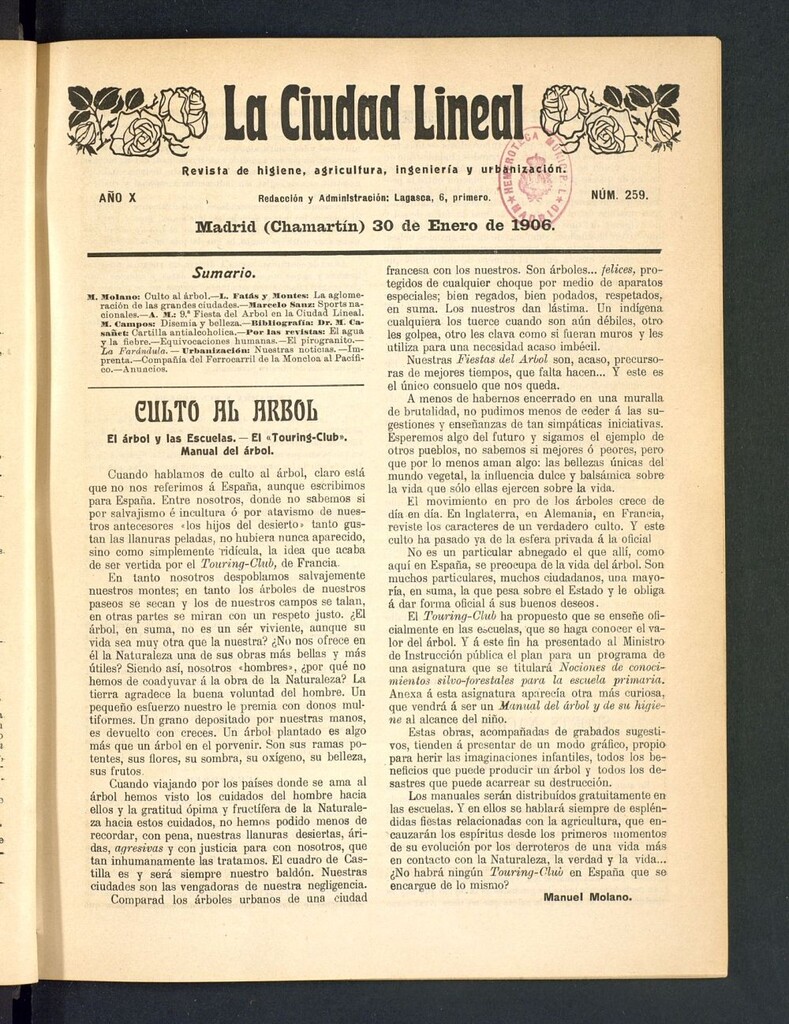 La Ciudad Lineal
Revista de higiene, agricultura, ingeniería y urbanización.
AÑO X
Redacción y Administración: Lagasca, 6, primero.
NÚM. 259.
HEMEROTECA MUNICIPAL
MADRID
Madrid (Chamartín) 30 de Enero de 1906.
Sumario.
M. Molano: Culto al árbol.—L. Fatás y Montes: La aglome-
ración de las grandes ciudades.—Marcelo Sanz: Sports na-
cionales.—A. M.: 9.ª Fiesta del Arbol en la Ciudad Lineal.
M. Campos: Disemia y belleza.—Bibliografía: Dr. M. Ca-
sañet: Cartilla antialcoholica.—Por las revistas: El agua
y la fiebre.—Equivocaciones humanas.—El pirogranito.—
La Farándula.—Urbanización: Nuestras noticias.—Im-
prenta.—Compañía del Ferrocarril de la Moncloa al Pacífi-
co.—Anuncios.
CULTO AL ARBOL
El árbol y las Escuelas.—El «Touring-Club».
Manual del árbol.
Cuando hablamos de culto al árbol, claro está
que no nos referimos á España, aunque escribimos
para España. Entre nosotros, donde no sabemos si
por salvajismo é incultura ó por atavismo de nues-
tros antecesores «los hijos del desierto» tanto gus-
tan las llanuras peladas, no hubiera nunca aparecido,
sino como simplemente ridícula, la idea que acaba
de ser vertida por el Touring-Club, de Francia.
En tanto nosotros despoblamos salvajemente
nuestros montes; en tanto los árboles de nuestros
paseos se secan y los de nuestros campos se talan,
en otras partes se miran con un respeto justo. ¿El
árbol, en suma, no es un sér viviente, aunque su
vida sea muy otra que la nuestra? ¿No nos ofrece en
él la Naturaleza una de sus obras más bellas y más
útiles? Siendo así, nosotros «hombres», ¿por qué no
hemos de coadyuvar á la obra de la Naturaleza? La
tierra agradece la buena voluntad del hombre. Un
pequeño esfuerzo nuestro le premia con donos mul-
tiformes. Un grano depositado por nuestras manos,
es devuelto con creces. Un árbol plantado es algo
más que un árbol en el porvenir. Son sus ramas po-
tentes, sus flores, su sombra, su oxígeno, su belleza,
sus frutos.
Cuando viajando por los países donde se ama al
árbol hemos visto los cuidados del hombre hacia
ellos y la gratitud ópima y fructífera de la Naturale-
za hacia estos cuidados, no hemos podido menos de
recordar, con pena, nuestras llanuras desiertas, ári-
das, agresivas y con justicia para con nosotros, que
tan inhumanamente las tratamos. El cuadro de Cas-
tilla es y será siempre nuestro baldón. Nuestras
ciudades son las vengadoras de nuestra negligencia.
Comparad los árboles urbanos de una ciudad
francesa con los nuestros. Son árboles... felices, pro-
tegidos de cualquier choque por medio de aparatos
especiales; bien regados, bien podados, respetados,
en suma. Los nuestros dan lástima. Un indígena
cualquiera los tuerce cuando son aún débiles, otro
les golpea, otro les clava como si fueran muros y les
utiliza para una necesidad acaso imbécil.
Nuestras Fiestas del Arbol son, acaso, precurso-
ras de mejores tiempos, que falta hacen... Y este es
el único consuelo que nos queda.
A menos de habernos encerrado en una muralla
de brutalidad, no pudimos menos de ceder á las su-
gestiones y enseñanzas de tan simpáticas iniciativas.
Esperemos algo del futuro y sigamos el ejemplo de
otros pueblos, no sabemos si mejores ó peores, pero
que por lo menos aman algo: las bellezas únicas del
mundo vegetal, la influencia dulce y balsámica sobre
la vida que sólo ellas ejercen sobre la vida.
El movimiento en pro de los árboles crece de
día en día. En Inglaterra, en Alemania, en Francia,
reviste los caracteres de un verdadero culto. Y este
culto ha pasado ya de la esfera privada á la oficial
No es un particular abnegado el que allí, como
aquí en España, se preocupa de la vida del árbol. Son
muchos particulares, muchos ciudadanos, una mayo-
ría, en suma, la que pesa sobre el Estado y le obliga
á dar forma oficial á sus buenos deseos.
El Touring-Club ha propuesto que se enseñe ofi-
cialmente en las escuelas, que se haga conocer el va-
lor del árbol. Y á este fin ha presentado al Ministro
de Instrucción pública el plan para un programa de
una asignatura que se titulará Nociones de conoci-
mientos silvo-forestales para la escuela primaria.
Anexa á esta asignatura aparecía otra más curiosa,
que vendrá á ser un Manual del árbol y de su higie-
ne al alcance del niño.
Estas obras, acompañadas de grabados sugesti-
vos, tienden á presentar de un modo gráfico, propio
para herir las imaginaciones infantiles, todos los be-
neficios que puede producir un árbol y todos los de-
sastres que puede acarrear su destrucción.
Los manuales serán distribuídos gratuitamente en
las escuelas. Y en ellos se hablará siempre de esplén-
didas fiestas relacionadas con la agricultura, que en-
cauzarán los espíritus desde los primeros momentos
de su evolución por los derroteros de una vida más
en contacto con la Naturaleza, la verdad y la vida...
¿No habrá ningún Touring-Club en España que se
encargue de lo mismo?
Manuel Molano.